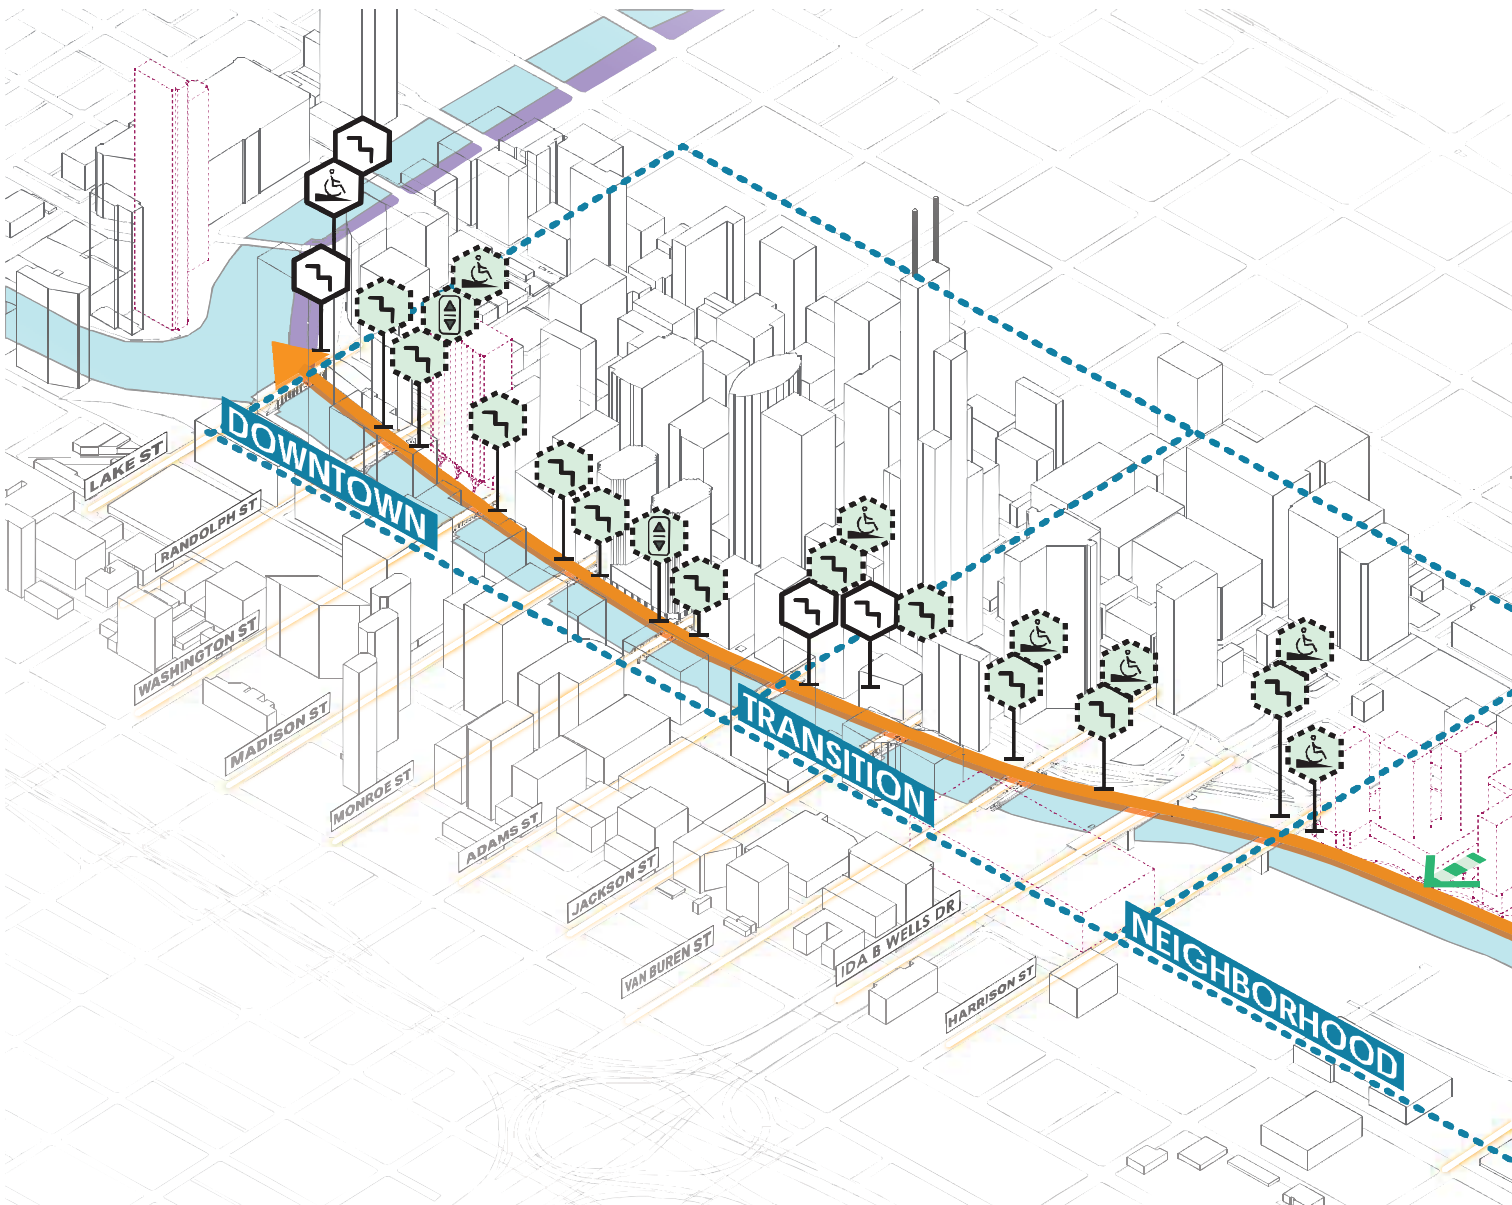 DOWNTOWN
LAKE ST
RANDOLPH ST
WASHINGTON ST
MADISON ST
MONROE ST
ADAMS ST
JACKSON ST
VAN BUREN ST
TRANSITION
IDA B WELLS DR
HARRISON ST
NEIGHBORHOOD